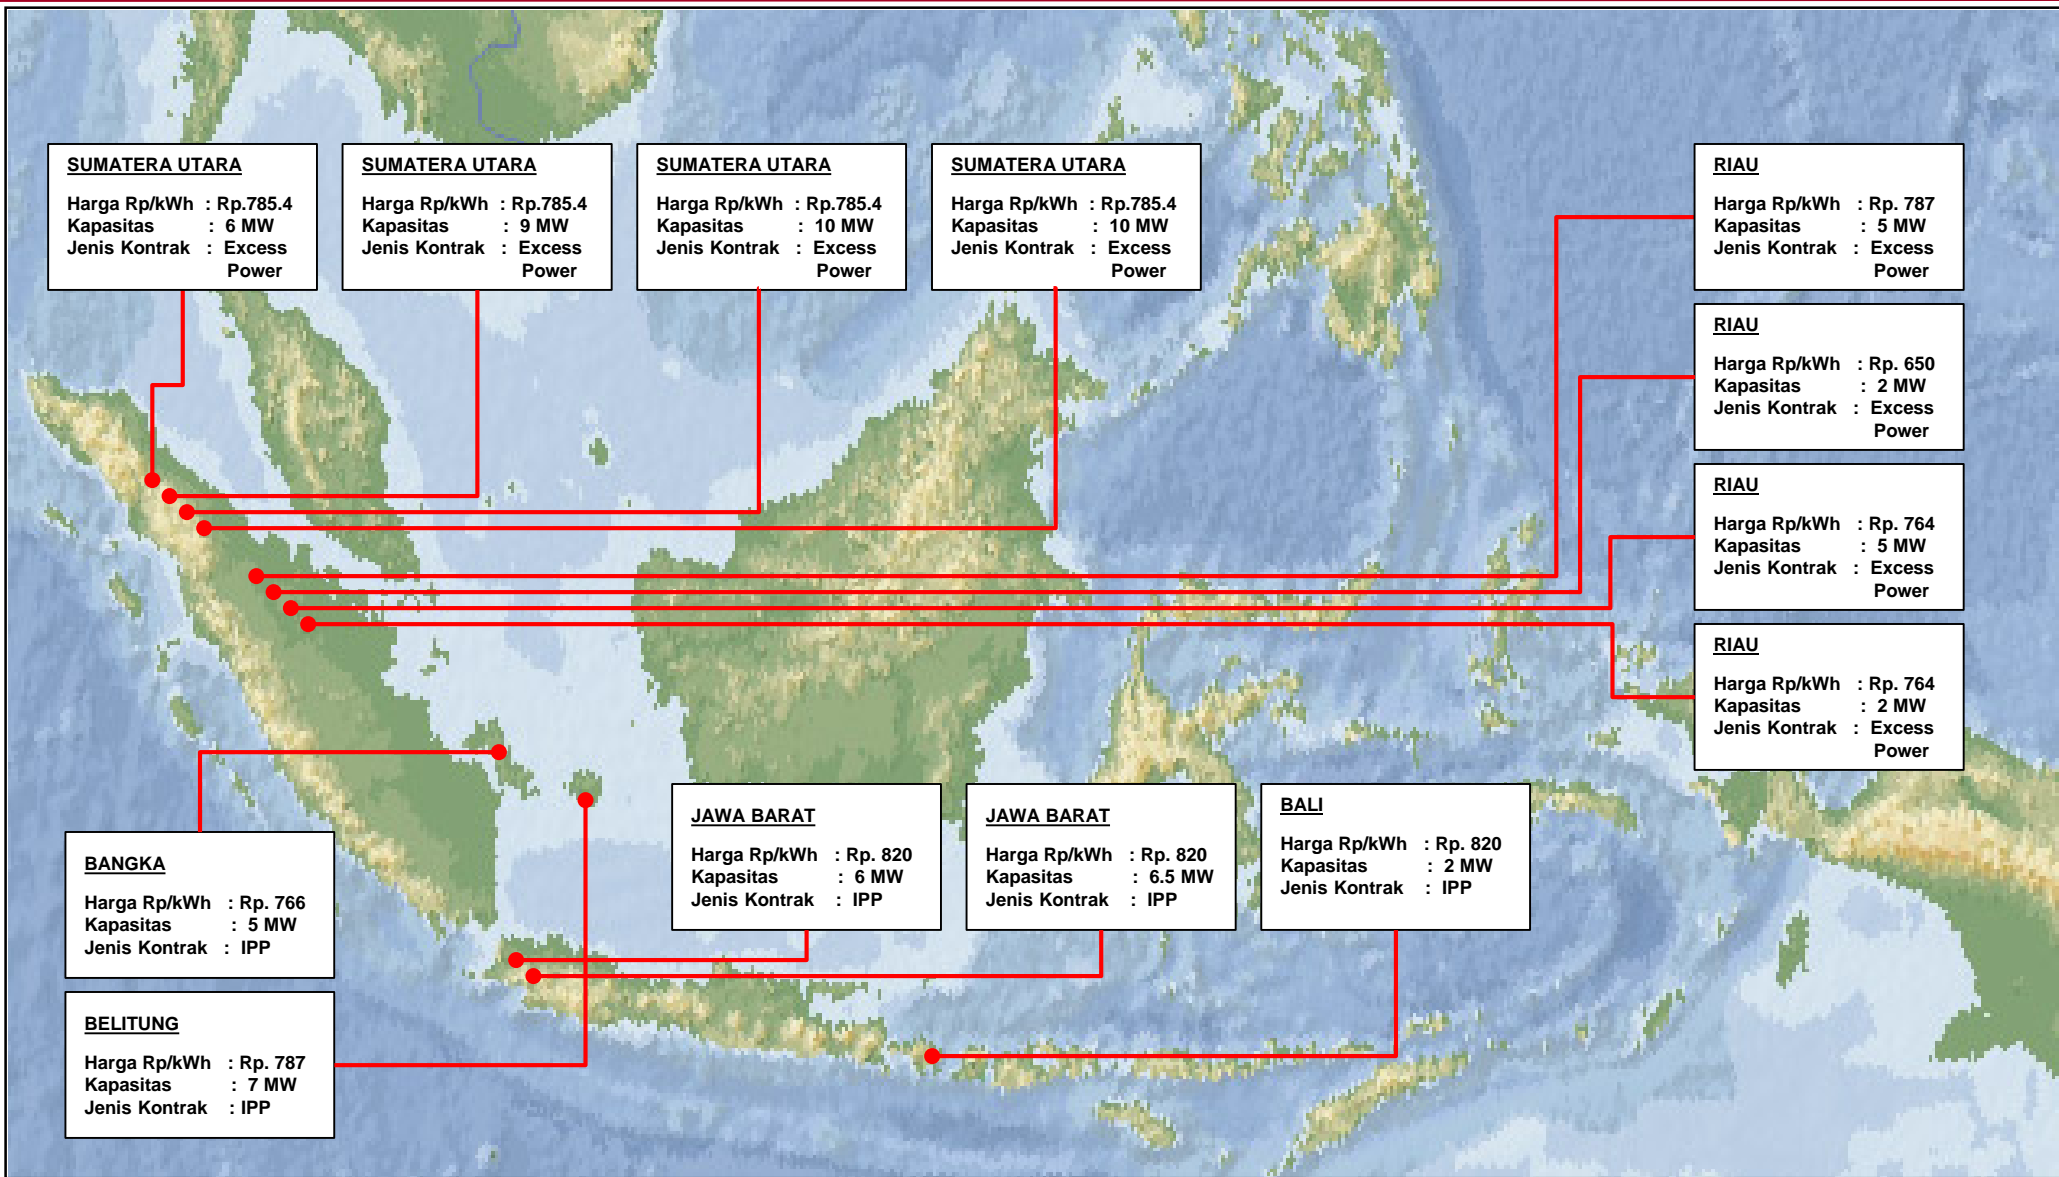 SUMATERA UTARA
Harga Rp/kWh : Rp.785.4
Kapasitas : 6 MW
Jenis Kontrak : Excess
Power
SUMATERA UTARA
Harga Rp/kWh : Rp.785.4
Kapasitas : 9 MW
Jenis Kontrak : Excess
Power
SUMATERA UTARA
Harga Rp/kWh : Rp.785.4
Kapasitas : 10 MW
Jenis Kontrak : Excess
Power
SUMATERA UTARA
Harga Rp/kWh : Rp.785.4
Kapasitas : 10 MW
Jenis Kontrak : Excess
Power
RIAU
Harga Rp/kWh : Rp. 787
Kapasitas : 5 MW
Jenis Kontrak : Excess
Power
RIAU
Harga Rp/kWh : Rp. 650
Kapasitas : 2 MW
Jenis Kontrak : Excess
Power
RIAU
Harga Rp/kWh : Rp. 764
Kapasitas : 5 MW
Jenis Kontrak : Excess
Power
RIAU
Harga Rp/kWh : Rp. 764
Kapasitas : 2 MW
Jenis Kontrak : Excess
Power
BANGKA
Harga Rp/kWh : Rp. 766
Kapasitas : 5 MW
Jenis Kontrak : IPP
BELITUNG
Harga Rp/kWh : Rp. 787
Kapasitas : 7 MW
Jenis Kontrak : IPP
JAWA BARAT
Harga Rp/kWh : Rp. 820
Kapasitas : 6 MW
Jenis Kontrak : IPP
JAWA BARAT
Harga Rp/kWh : Rp. 820
Kapasitas : 6.5 MW
Jenis Kontrak : IPP
BALI
Harga Rp/kWh : Rp. 820
Kapasitas : 2 MW
Jenis Kontrak : IPP